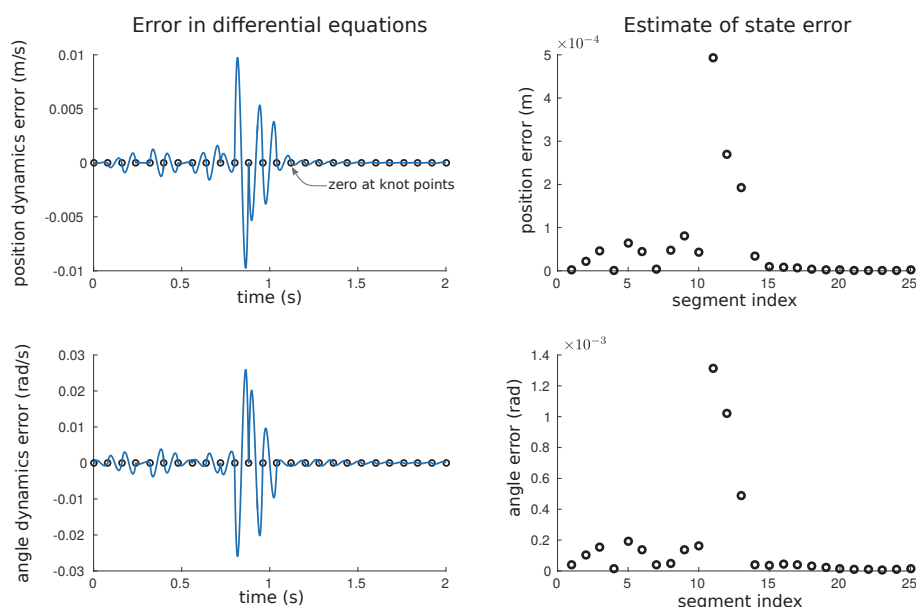 Error in differential equations
Estimate of state error
position dynamics error (m/s)
0.01
0.005
0
-0.005
-0.01
zero at knot points
0 0.5 1 1.5 2
time (s)
×10⁻⁴
position error (m)
5
4
3
2
1
0
0 5 10 15 20 25
segment index
angle dynamics error (rad/s)
0.03
0.02
0.01
0
-0.01
-0.02
-0.03
0 0.5 1 1.5 2
time (s)
×10⁻³
angle error (rad)
1.4
1.2
1
0.8
0.6
0.4
0.2
0
0 5 10 15 20 25
segment index